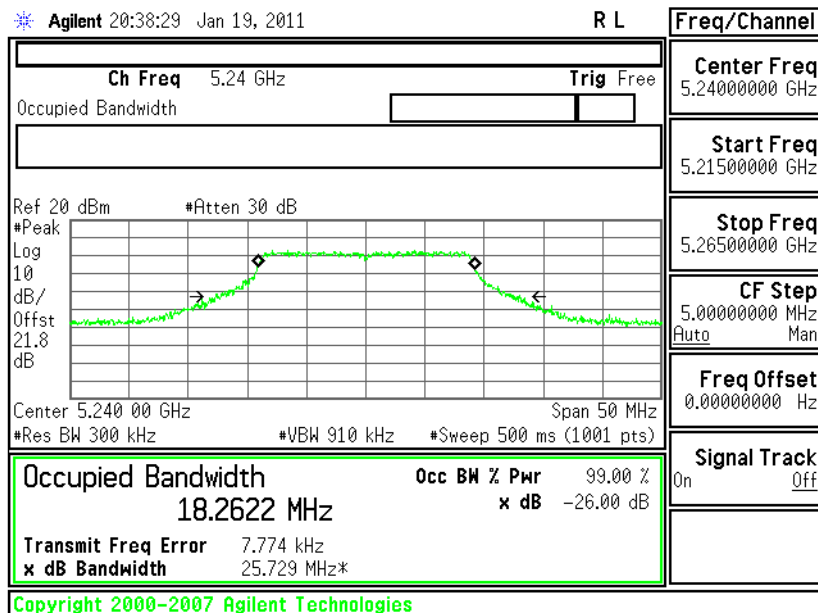 Agilent 20:38:29 Jan 19, 2011 R L
Freq/Channel
Ch Freq 5.24 GHz Trig Free
Occupied Bandwidth
Center Freq
5.24000000 GHz
Start Freq
5.21500000 GHz
Stop Freq
5.26500000 GHz
CF Step
5.00000000 MHz
Auto Man
Freq Offset
0.00000000 Hz
Signal Track
On Off
Ref 20 dBm #Atten 30 dB
#Peak
Log
10
dB/
Offst
21.8
dB
Center 5.240 00 GHz Span 50 MHz
#Res BW 300 kHz #VBW 910 kHz #Sweep 500 ms (1001 pts)
Occupied Bandwidth Occ BW % Pwr 99.00 %
18.2622 MHz x dB -26.00 dB
Transmit Freq Error 7.774 kHz
x dB Bandwidth 25.729 MHz*
Copyright 2000-2007 Agilent Technologies